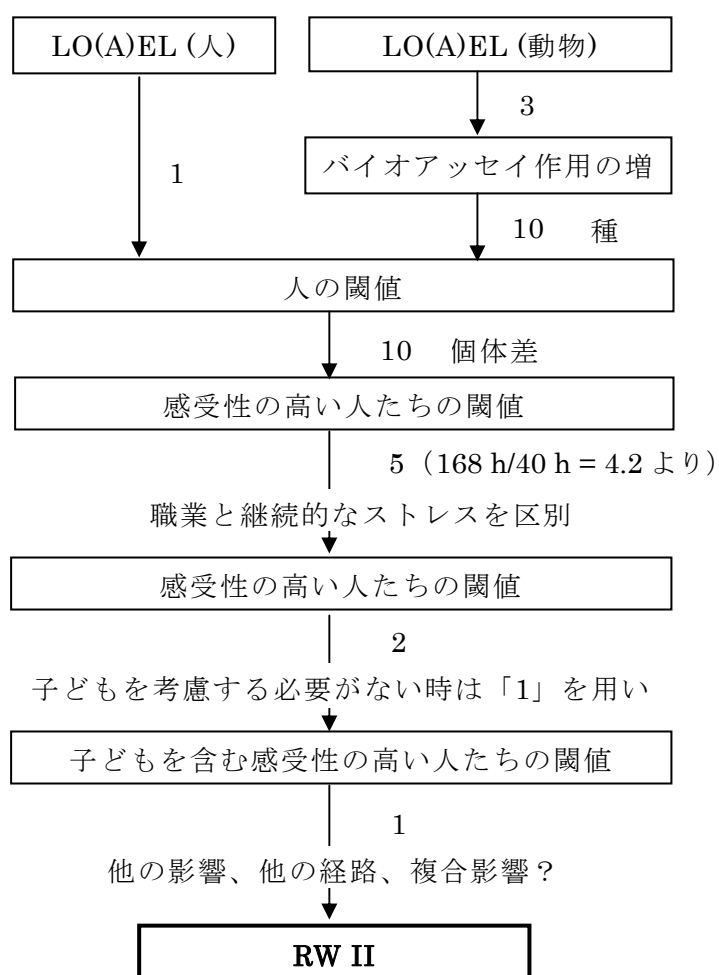 LO(A)EL (人)
LO(A)EL (動物)
3
1
バイオアッセイ作用の増
10 種
人の閾値
10 個体差
感受性の高い人たちの閾値
5（168 h/40 h = 4.2 より）
職業と継続的なストレスを区別
感受性の高い人たちの閾値
2
子どもを考慮する必要がない時は「1」を用い
子どもを含む感受性の高い人たちの閾値
1
他の影響、他の経路、複合影響？
RW II